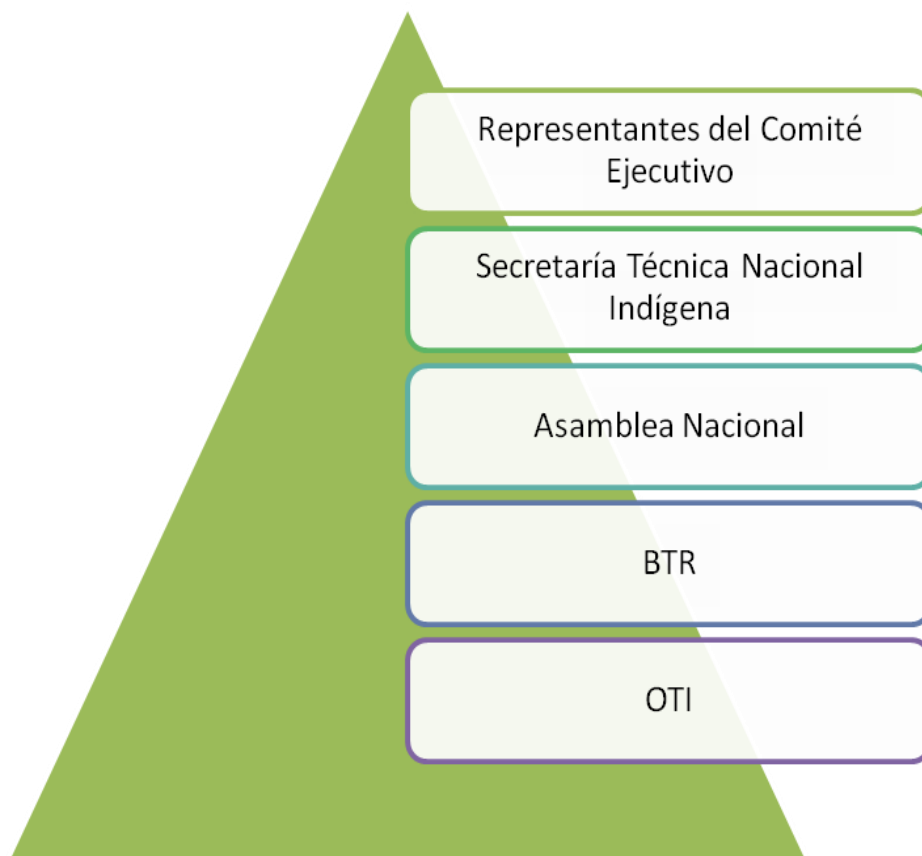 Representantes del Comité
Ejecutivo
Secretaría Técnica Nacional
Indígena
Asamblea Nacional
BTR
OTI